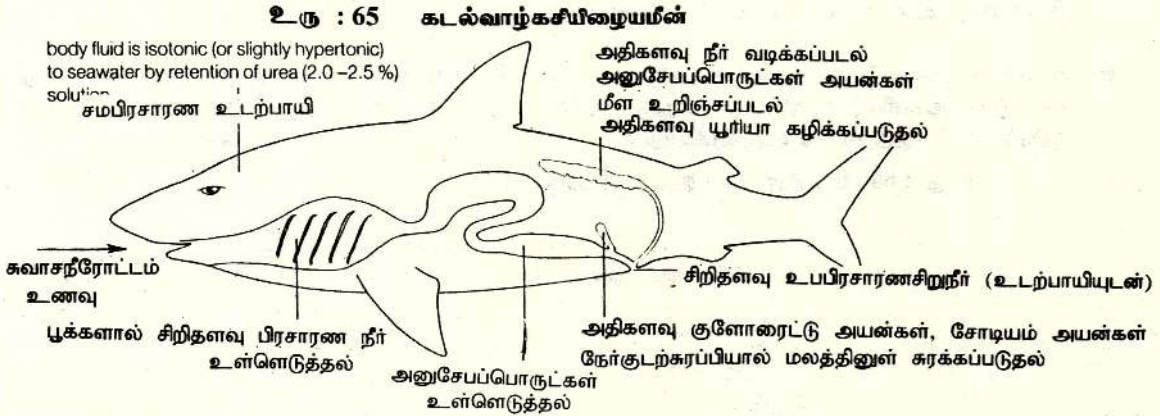 உரு : 65 கடல்வாழ்கசியிழையமீன்
body fluid is isotonic (or slightly hypertonic)
to seawater by retention of urea (2.0 –2.5 %)
solution
சமபிரசாரண உடற்பாயி
அதிகளவு நீர் வடிக்கப்படல்
அனுசேபப்பொருட்கள் அயன்கள்
மீள உறிஞ்சப்படல்
அதிகளவு யூரியா கழிக்கப்படுதல்
சுவாசநீரோட்டம்
உணவு
பூக்களால் சிறிதளவு பிரசாரண நீர்
உள்ளெடுத்தல்
அனுசேபப்பொருட்கள்
உள்ளெடுத்தல்
சிறிதளவு உபபிரசாரணசிறுநீர் (உடற்பாயியுடன்)
அதிகளவு குளோரைட்டு அயன்கள், சோடியம் அயன்கள்
நேர்குடற்சுரப்பியால் மலத்தினுள் சுரக்கப்படுதல்